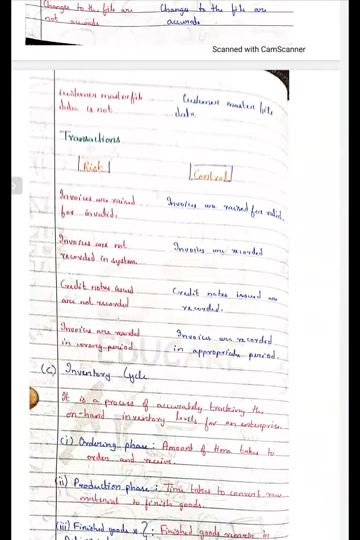 Changes to the file are Changes to the file are
not accurate accurate.
Scanned with CamScanner
Customer master file Customer master file
data is not data
Transactions
Risk Control
Invoices are raised Invoices are raised for valid.
for invalid.
Invoices are not Invoices are recorded
recorded in system.
Credit notes issued Credit notes issued are
are not recorded recorded.
Invoices are recorded Invoices are recorded
in wrong period in appropriate period.
(c) Inventory Cycle
It is a process of accurately tracking the
on-hand inventory levels for an enterprise.
(i) Ordering phase: Amount of time takes to
order and receive.
(ii) Production phase: Time takes to convert raw
material to finish goods.
(iii) Finished goods & ? : Finished goods remains in